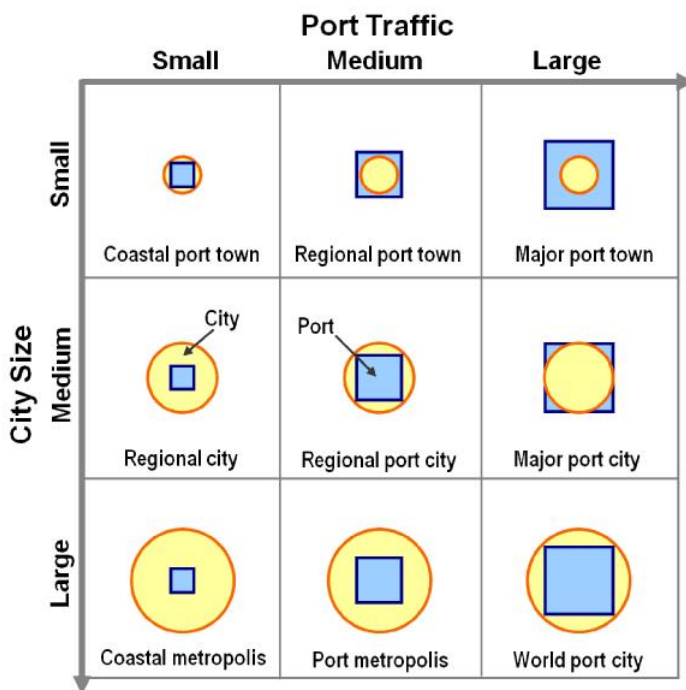 Port Traffic
Small Medium Large
City Size
Small
Coastal port town Regional port town Major port town
Medium
City
Port
Regional city Regional port city Major port city
Large
Coastal metropolis Port metropolis World port city